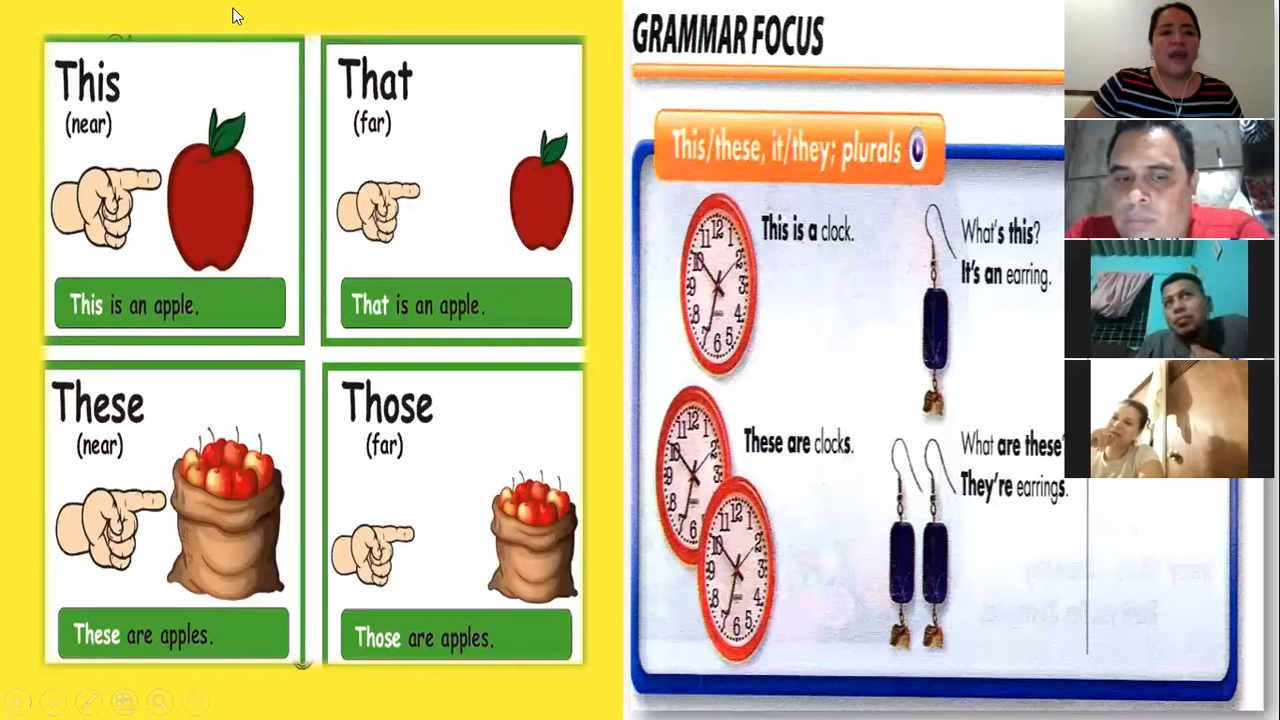 This
(near)
This is an apple.
That
(far)
That is an apple.
These
(near)
These are apples.
Those
(far)
Those are apples.
GRAMMAR FOCUS
This/these, it/they; plurals
This is a clock.
What's this?
It's an earring.
These are clocks.
What are these?
They're earrings.